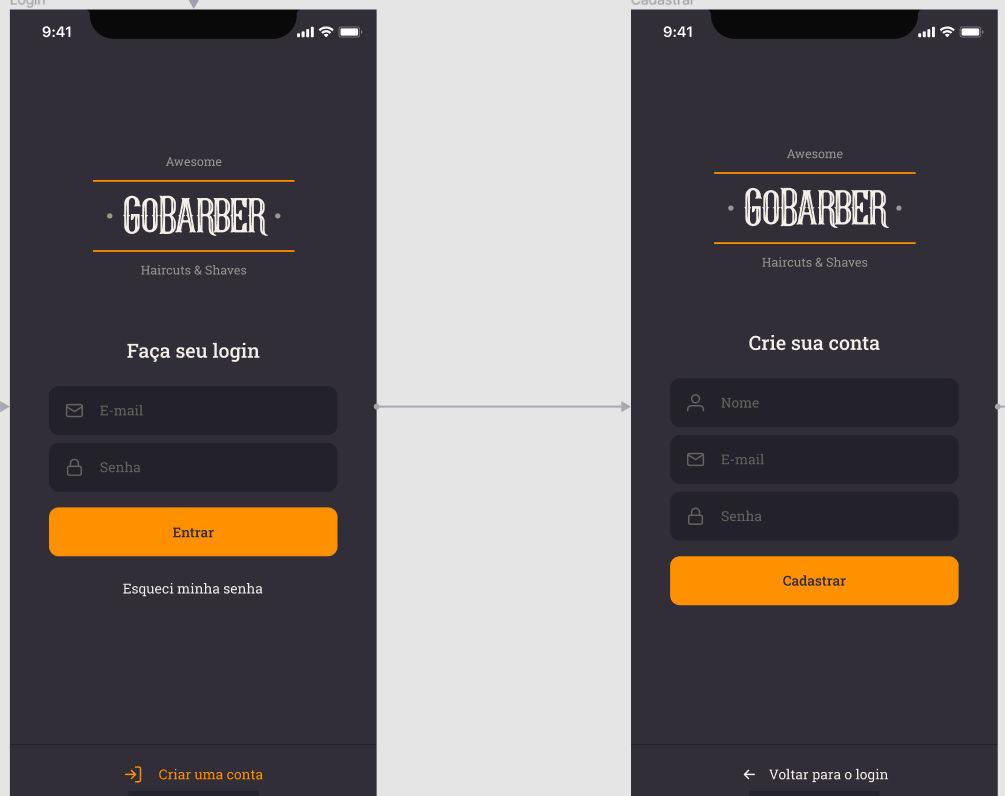 Login
9:41
Awesome
GOBARBER
Haircuts & Shaves
Faça seu login
E-mail
Senha
Entrar
Esqueci minha senha
Criar uma conta
Cadastrar
9:41
Awesome
GOBARBER
Haircuts & Shaves
Crie sua conta
Nome
E-mail
Senha
Cadastrar
Voltar para o login